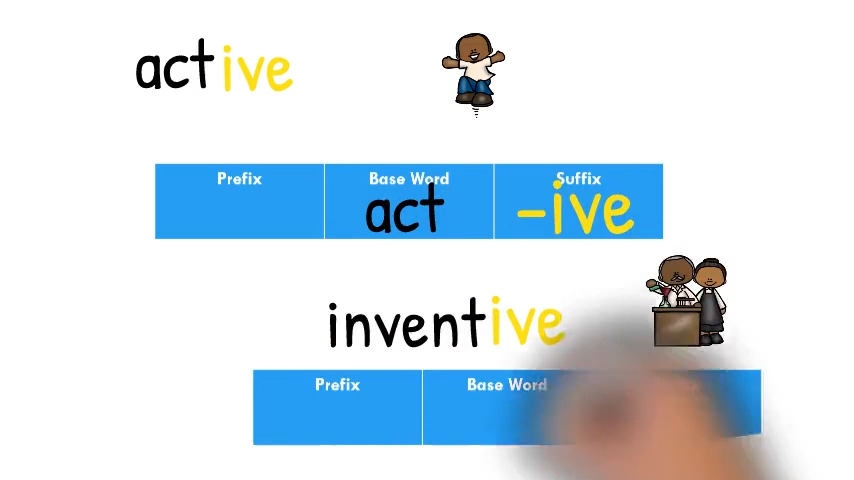 active
Prefix Base Word Suffix
act -ive
inventive
Prefix Base Word